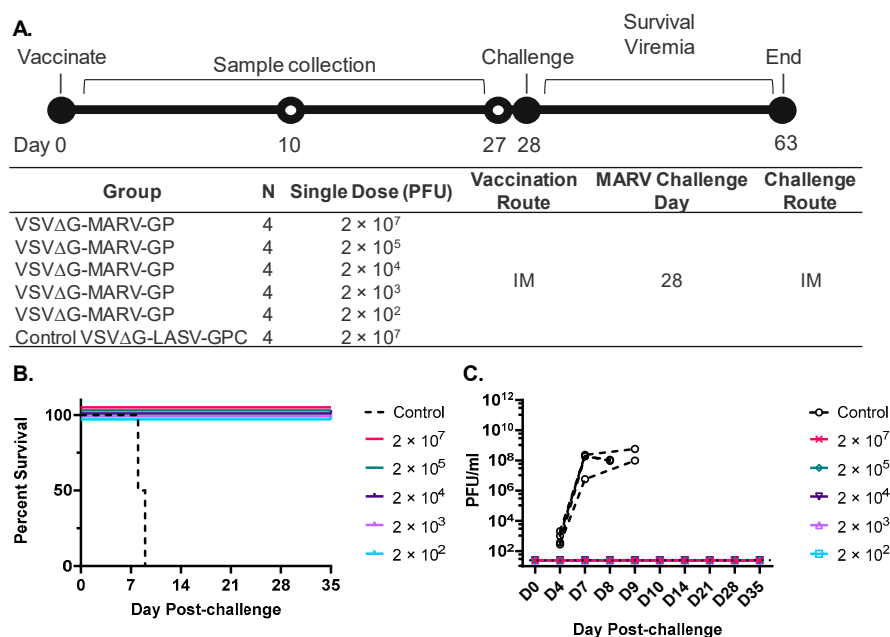 A.
Vaccinate
Sample collection
Challenge
Survival
Viremia
End
Day 0
10
27
28
63
Group N Single Dose (PFU) Vaccination Route MARV Challenge Day Challenge Route
VSVΔG-MARV-GP 4 2 × 10⁷
VSVΔG-MARV-GP 4 2 × 10⁵
VSVΔG-MARV-GP 4 2 × 10⁴
IM 28 IM
VSVΔG-MARV-GP 4 2 × 10³
VSVΔG-MARV-GP 4 2 × 10²
Control VSVΔG-LASV-GPC 4 2 × 10⁷
B.
Percent Survival
100
50
0
0 7 14 21 28 35
Day Post-challenge
Control
2 × 10⁷
2 × 10⁵
2 × 10⁴
2 × 10³
2 × 10²
C.
PFU/ml
10¹²
10¹⁰
10⁸
10⁶
10⁴
10²
D0 D4 D7 D8 D9 D10 D14 D21 D28 D35
Day Post-challenge
Control
2 × 10⁷
2 × 10⁵
2 × 10⁴
2 × 10³
2 × 10²